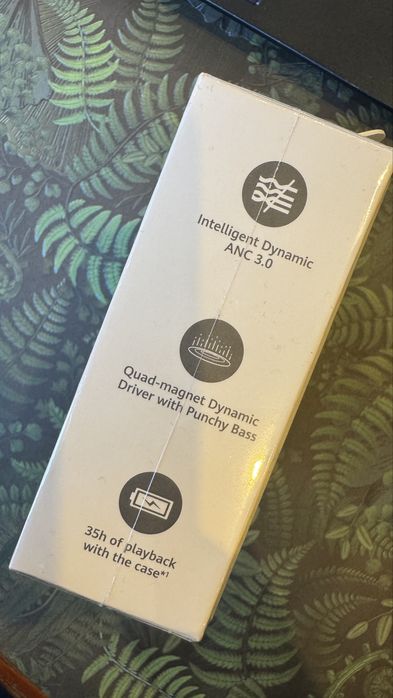 Intelligent Dynamic
ANC 3.0
Quad-magnet Dynamic
Driver with Punchy Bass
35h of playback
with the case*1